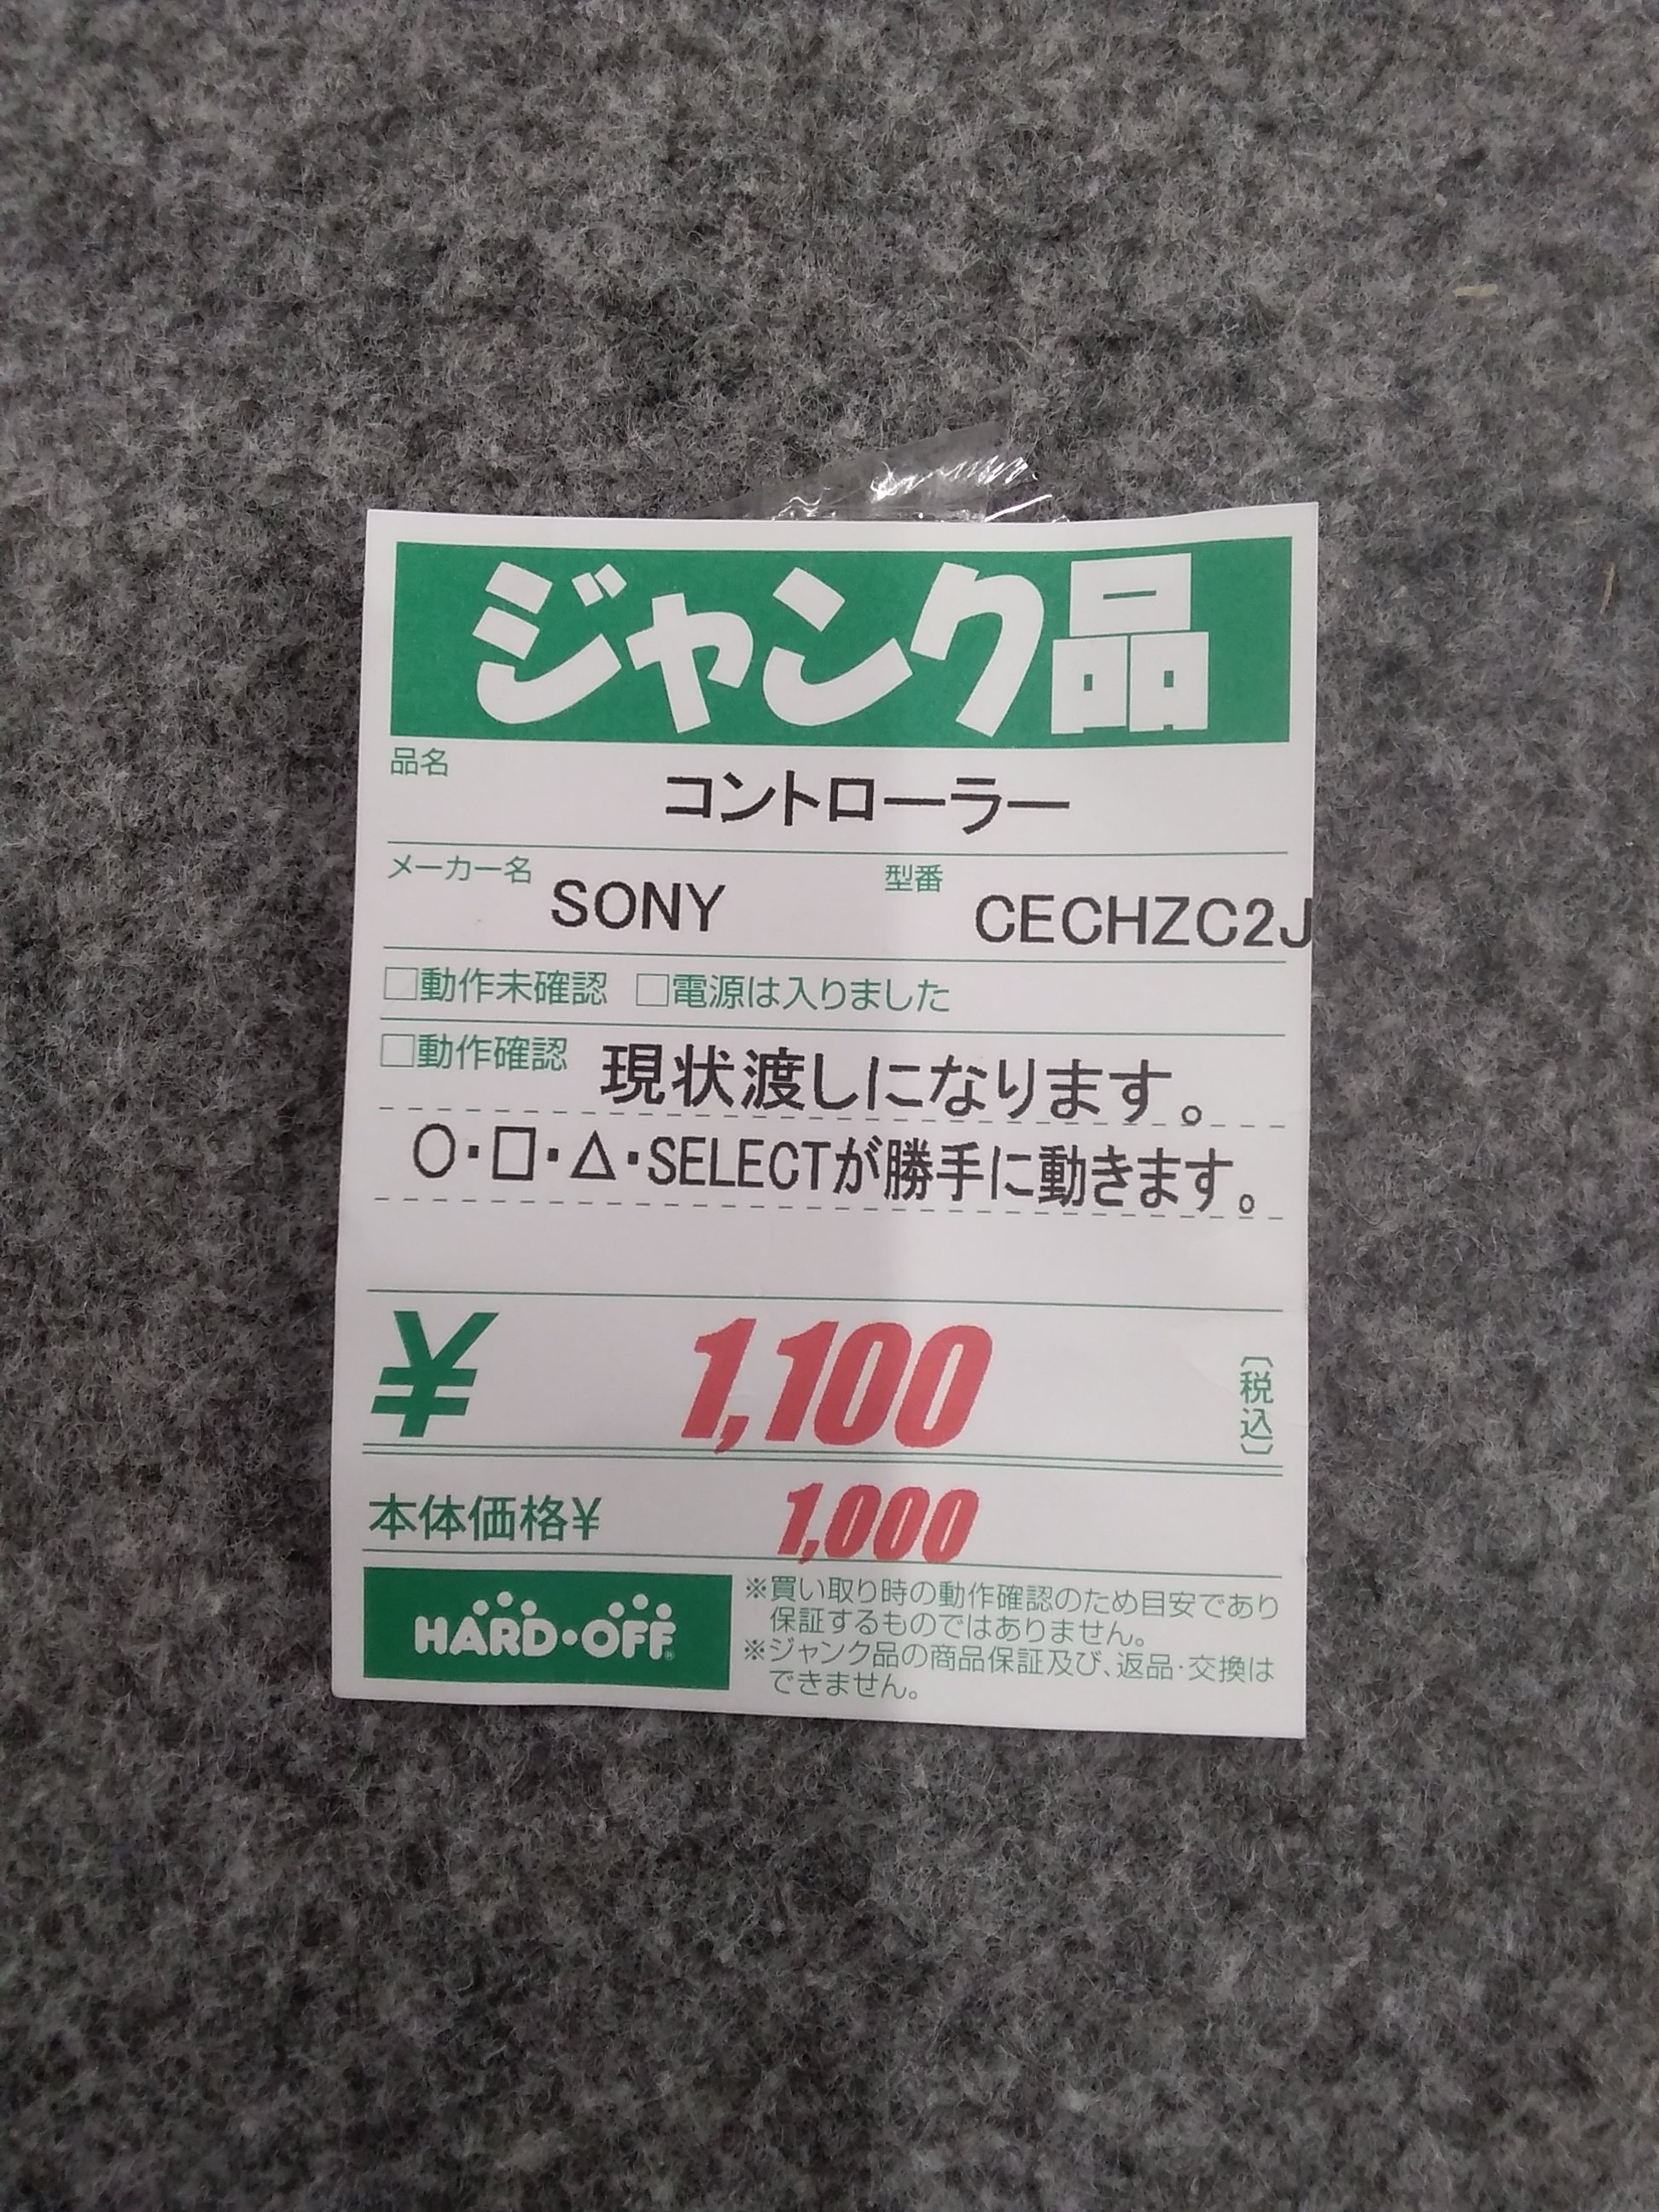 ジャンク品
品名 コントローラー
メーカー名 SONY 型番 CECHZC2J
□動作未確認 □電源は入りました
□動作確認 現状渡しになります。
○・□・△・SELECTが勝手に動きます。
¥ 1,100 〔税込〕
本体価格¥ 1,000
HARD・OFF®
※買い取り時の動作確認のため目安であり
保証するものではありません。
※ジャンク品の商品保証及び、返品・交換は
できません。